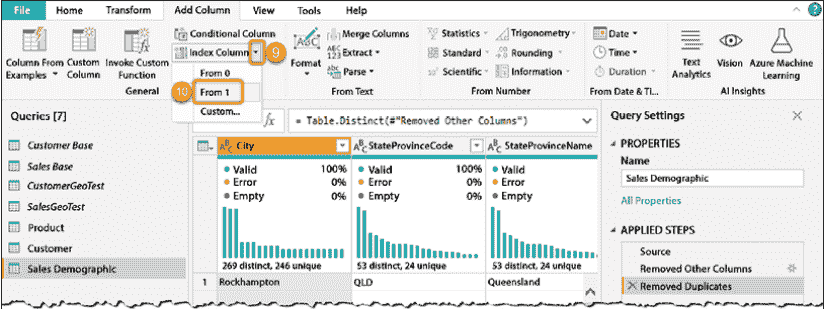 File Home Transform Add Column View Tools Help
Column From Examples
Custom Column
Invoke Custom Function
Conditional Column
Index Column
9
From 0
10
From 1
Custom...
General
Format
Merge Columns
Extract
Parse
From Text
Statistics
Standard
Scientific
Trigonometry
Rounding
Information
From Number
Date
Time
Duration
From Date & Ti...
Text Analytics
Vision
Azure Machine Learning
AI Insights
Queries [7]
Customer Base
Sales Base
CustomerGeoTest
SalesGeoTest
Product
Customer
Sales Demographic
fx = Table.Distinct(#"Removed Other Columns")
City StateProvinceCode StateProvinceName
Valid 100% Valid 100% Valid
Error 0% Error 0% Error
Empty 0% Empty 0% Empty
269 distinct, 246 unique 53 distinct, 24 unique 53 distinct, 24 unique
1 Rockhampton QLD Queensland
Query Settings
PROPERTIES
Name
Sales Demographic
All Properties
APPLIED STEPS
Source
Removed Other Columns
Removed Duplicates